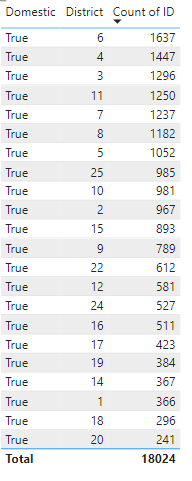 Domestic District Count of ID
True 6 1637
True 4 1447
True 3 1296
True 11 1250
True 7 1237
True 8 1182
True 5 1052
True 25 985
True 10 981
True 2 967
True 15 893
True 9 789
True 22 612
True 12 581
True 24 527
True 16 511
True 17 423
True 19 384
True 14 367
True 1 366
True 18 296
True 20 241
Total 18024